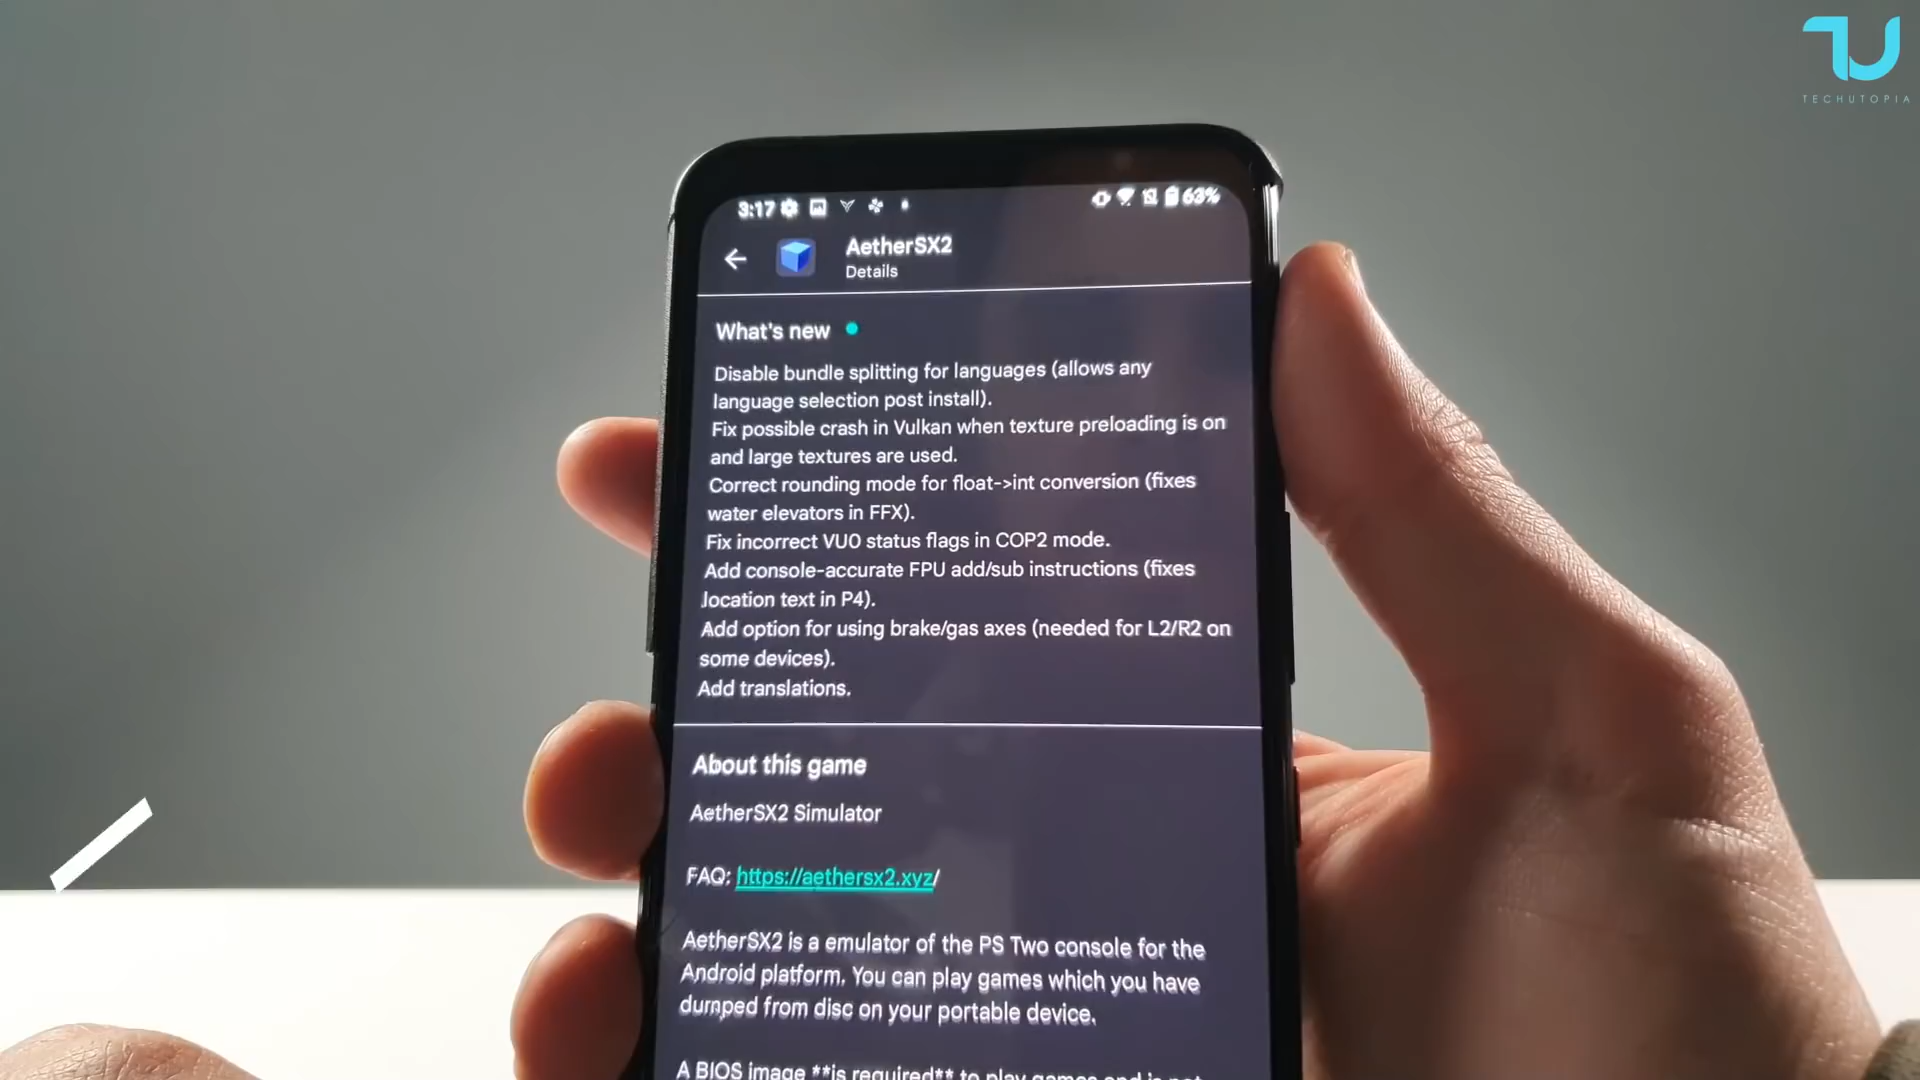 TECHUTOPIA
3:17
63%
AetherSX2
Details
What's new
Disable bundle splitting for languages (allows any
language selection post install).
Fix possible crash in Vulkan when texture preloading is on
and large textures are used.
Correct rounding mode for float->int conversion (fixes
water elevators in FFX).
Fix incorrect VU0 status flags in COP2 mode.
Add console-accurate FPU add/sub instructions (fixes
location text in P4).
Add option for using brake/gas axes (needed for L2/R2 on
some devices).
Add translations.
About this game
AetherSX2 Simulator
FAQ: https://aethersx2.xyz/
AetherSX2 is a emulator of the PS Two console for the
Android platform. You can play games which you have
dumped from disc on your portable device.
A BIOS image **is required** to play games and is not